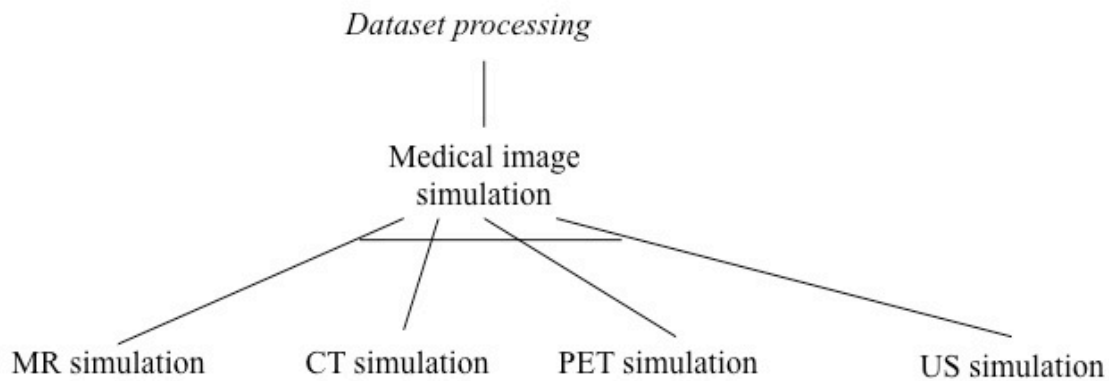 Dataset processing
Medical image
simulation
MR simulation
CT simulation
PET simulation
US simulation